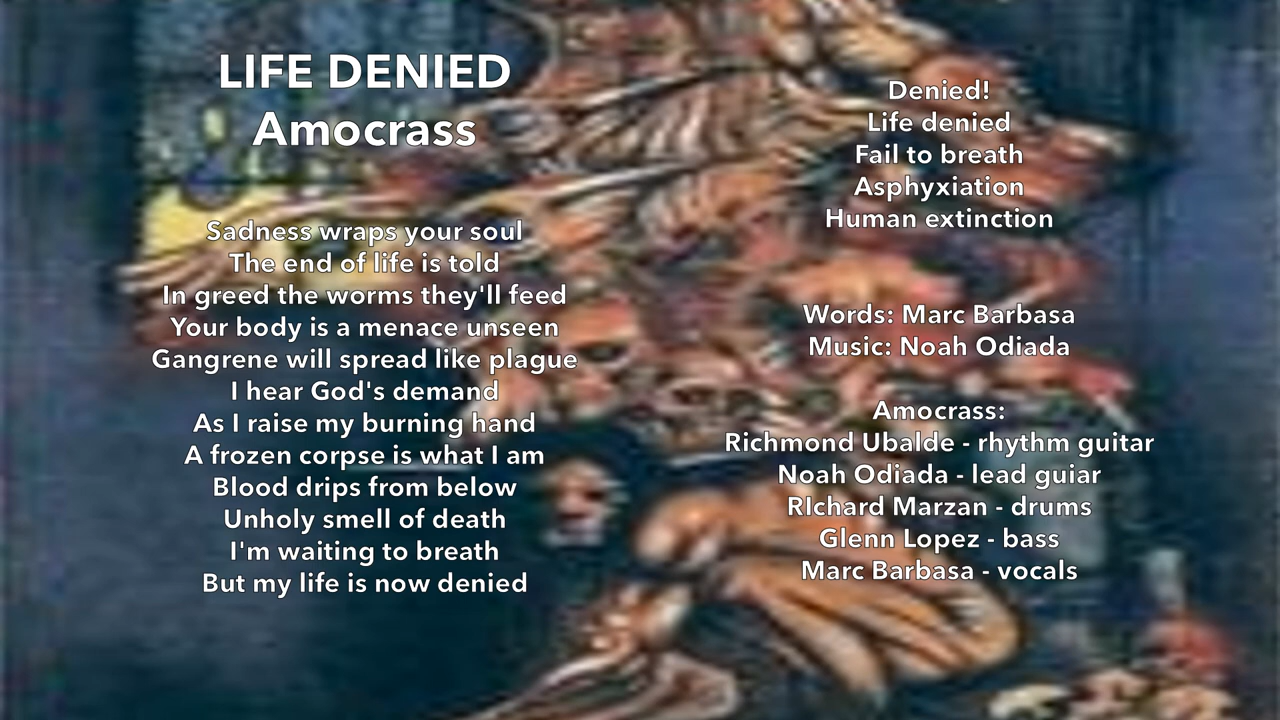 LIFE DENIED
Amocrass
Sadness wraps your soul
The end of life is told
In greed the worms they'll feed
Your body is a menace unseen
Gangrene will spread like plague
I hear God's demand
As I raise my burning hand
A frozen corpse is what I am
Blood drips from below
Unholy smell of death
I'm waiting to breath
But my life is now denied
Denied!
Life denied
Fail to breath
Asphyxiation
Human extinction
Words: Marc Barbasa
Music: Noah Odiada
Amocrass:
Richmond Ubalde - rhythm guitar
Noah Odiada - lead guiar
RIchard Marzan - drums
Glenn Lopez - bass
Marc Barbasa - vocals